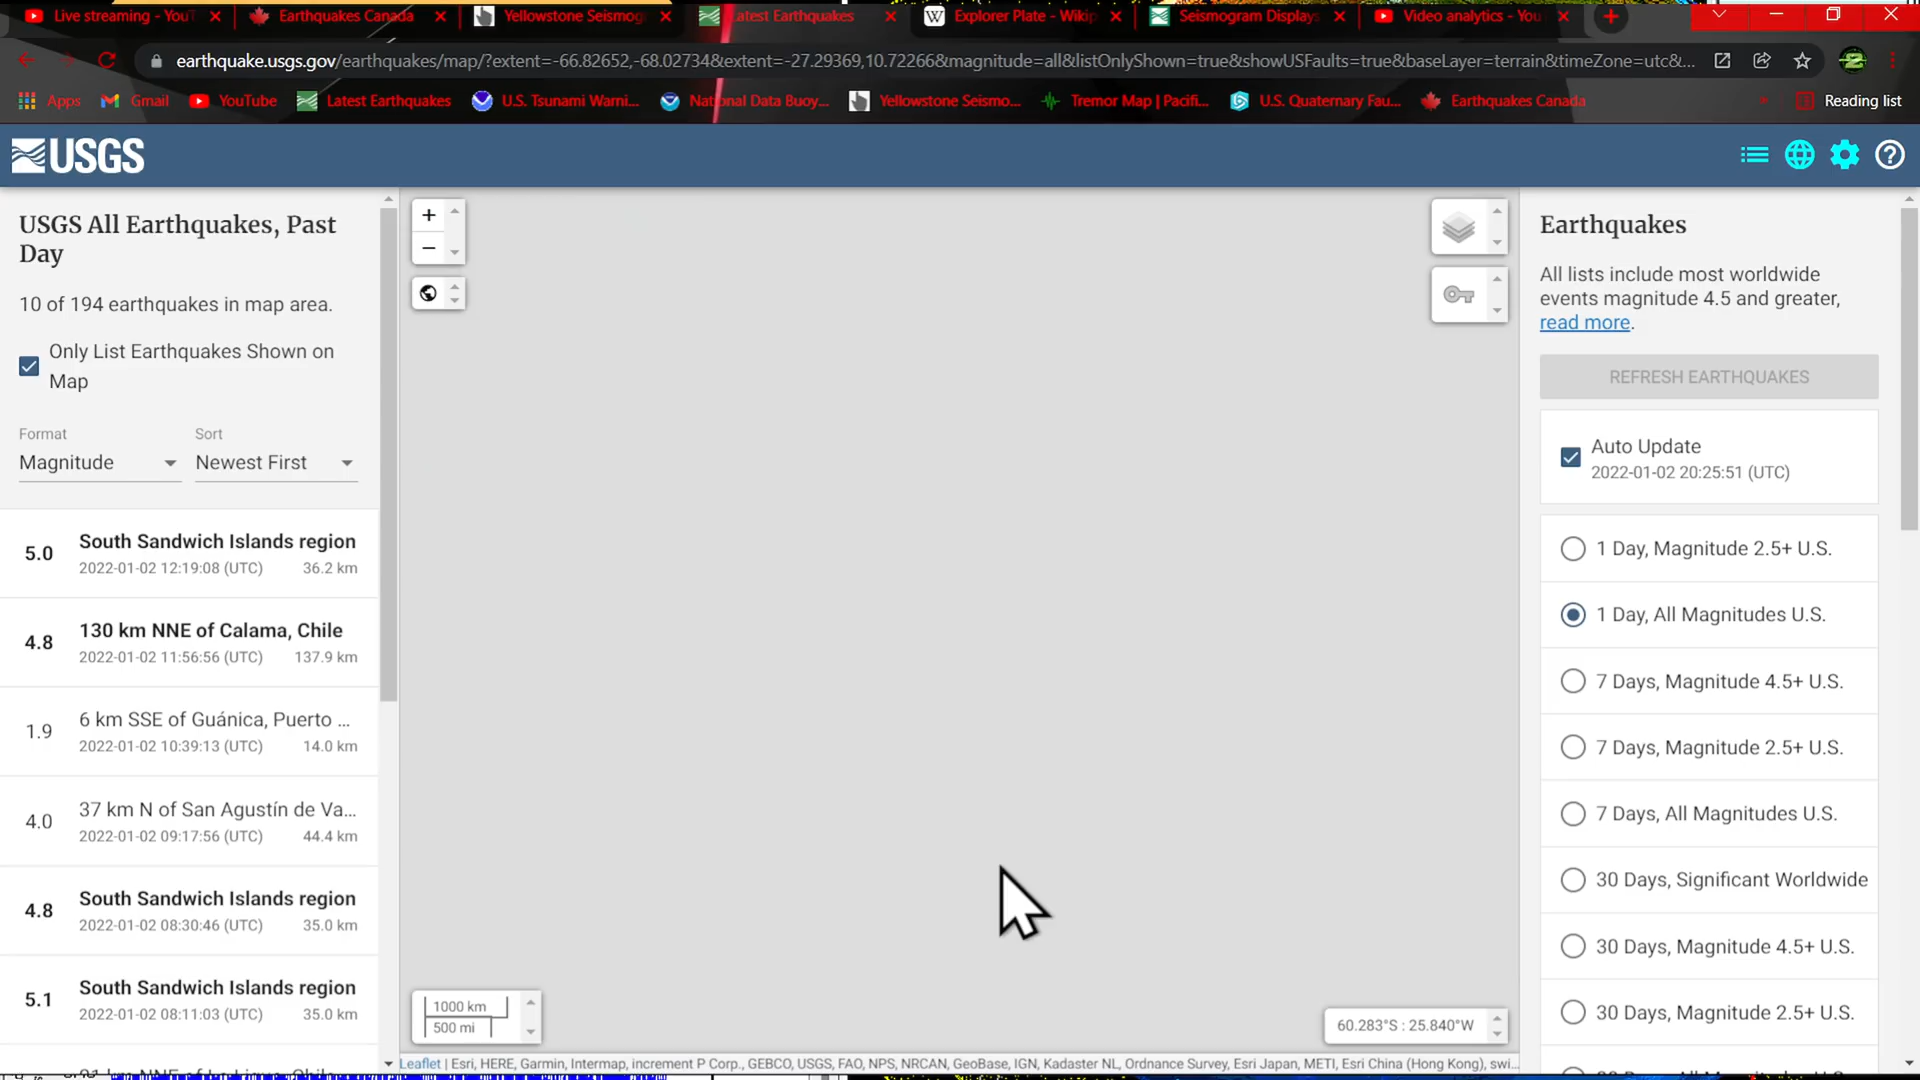 Live streaming - YouT
Earthquakes Canada
Yellowstone Seismog
Latest Earthquakes
Explorer Plate - Wikip
Seismogram Displays
Video analytics - You
earthquake.usgs.gov/earthquakes/map/?extent=-66.82652,-68.02734&extent=-27.29369,10.72266&magnitude=all&listOnlyShown=true&showUSFaults=true&baseLayer=terrain&timeZone=utc&...
Apps
Gmail
YouTube
Latest Earthquakes
U.S. Tsunami Warni...
National Data Buoy...
Yellowstone Seismo...
Tremor Map | Pacifi...
U.S. Quaternary Fau...
Earthquakes Canada
Reading list
USGS
USGS All Earthquakes, Past
Day
10 of 194 earthquakes in map area.
Only List Earthquakes Shown on
Map
Format
Sort
Magnitude
Newest First
5.0
South Sandwich Islands region
2022-01-02 12:19:08 (UTC)
36.2 km
4.8
130 km NNE of Calama, Chile
2022-01-02 11:56:56 (UTC)
137.9 km
1.9
6 km SSE of Guánica, Puerto ...
2022-01-02 10:39:13 (UTC)
14.0 km
4.0
37 km N of San Agustín de Va...
2022-01-02 09:17:56 (UTC)
44.4 km
4.8
South Sandwich Islands region
2022-01-02 08:30:46 (UTC)
35.0 km
5.1
South Sandwich Islands region
2022-01-02 08:11:03 (UTC)
35.0 km
+
−
1000 km
500 mi
60.283°S : 25.840°W
Leaflet | Esri, HERE, Garmin, Intermap, increment P Corp., GEBCO, USGS, FAO, NPS, NRCAN, GeoBase, IGN, Kadaster NL, Ordnance Survey, Esri Japan, METI, Esri China (Hong Kong), swi...
Earthquakes
All lists include most worldwide
events magnitude 4.5 and greater,
read more.
REFRESH EARTHQUAKES
Auto Update
2022-01-02 20:25:51 (UTC)
1 Day, Magnitude 2.5+ U.S.
1 Day, All Magnitudes U.S.
7 Days, Magnitude 4.5+ U.S.
7 Days, Magnitude 2.5+ U.S.
7 Days, All Magnitudes U.S.
30 Days, Significant Worldwide
30 Days, Magnitude 4.5+ U.S.
30 Days, Magnitude 2.5+ U.S.